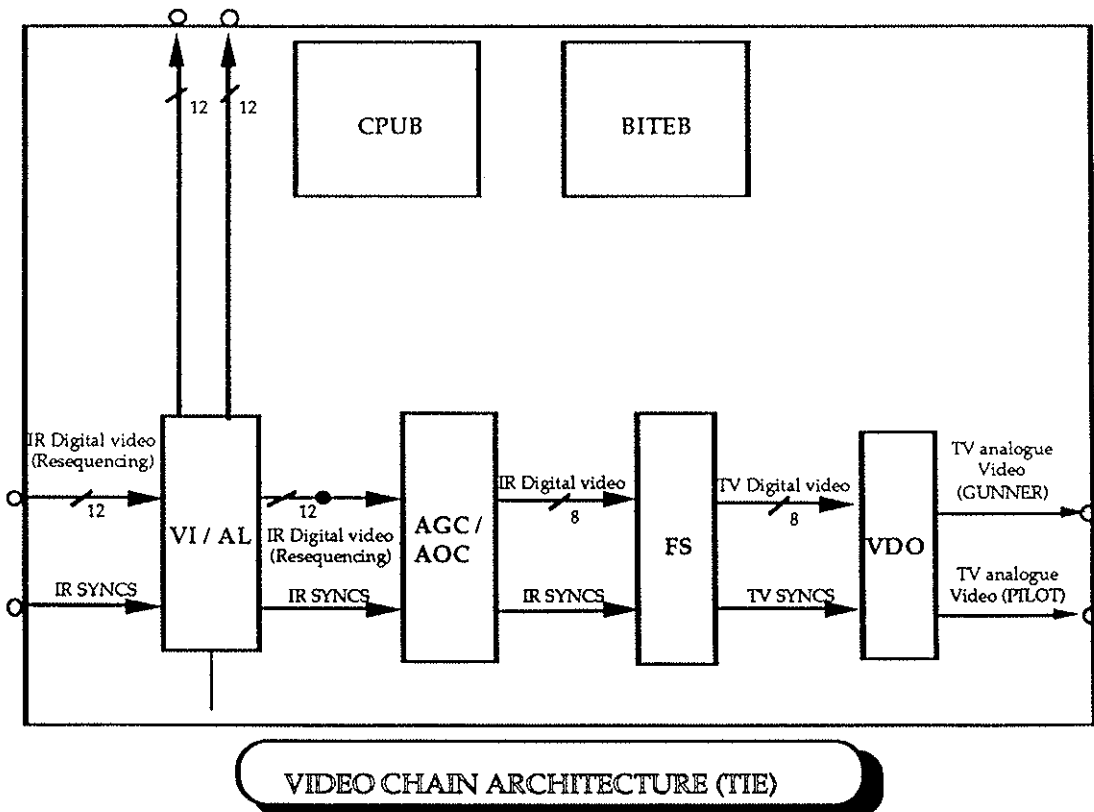 12
12
CPUB
BITEB
IR Digital video
(Resequencing)
12
IR SYNCS
VI / AL
12
IR Digital video
(Resequencing)
IR SYNCS
AGC /
AOC
IR Digital video
8
IR SYNCS
FS
TV Digital video
8
TV SYNCS
VDO
TV analogue
Video
(GUNNER)
TV analogue
Video (PILOT)
VIDEO CHAIN ARCHITECTURE (TIE)